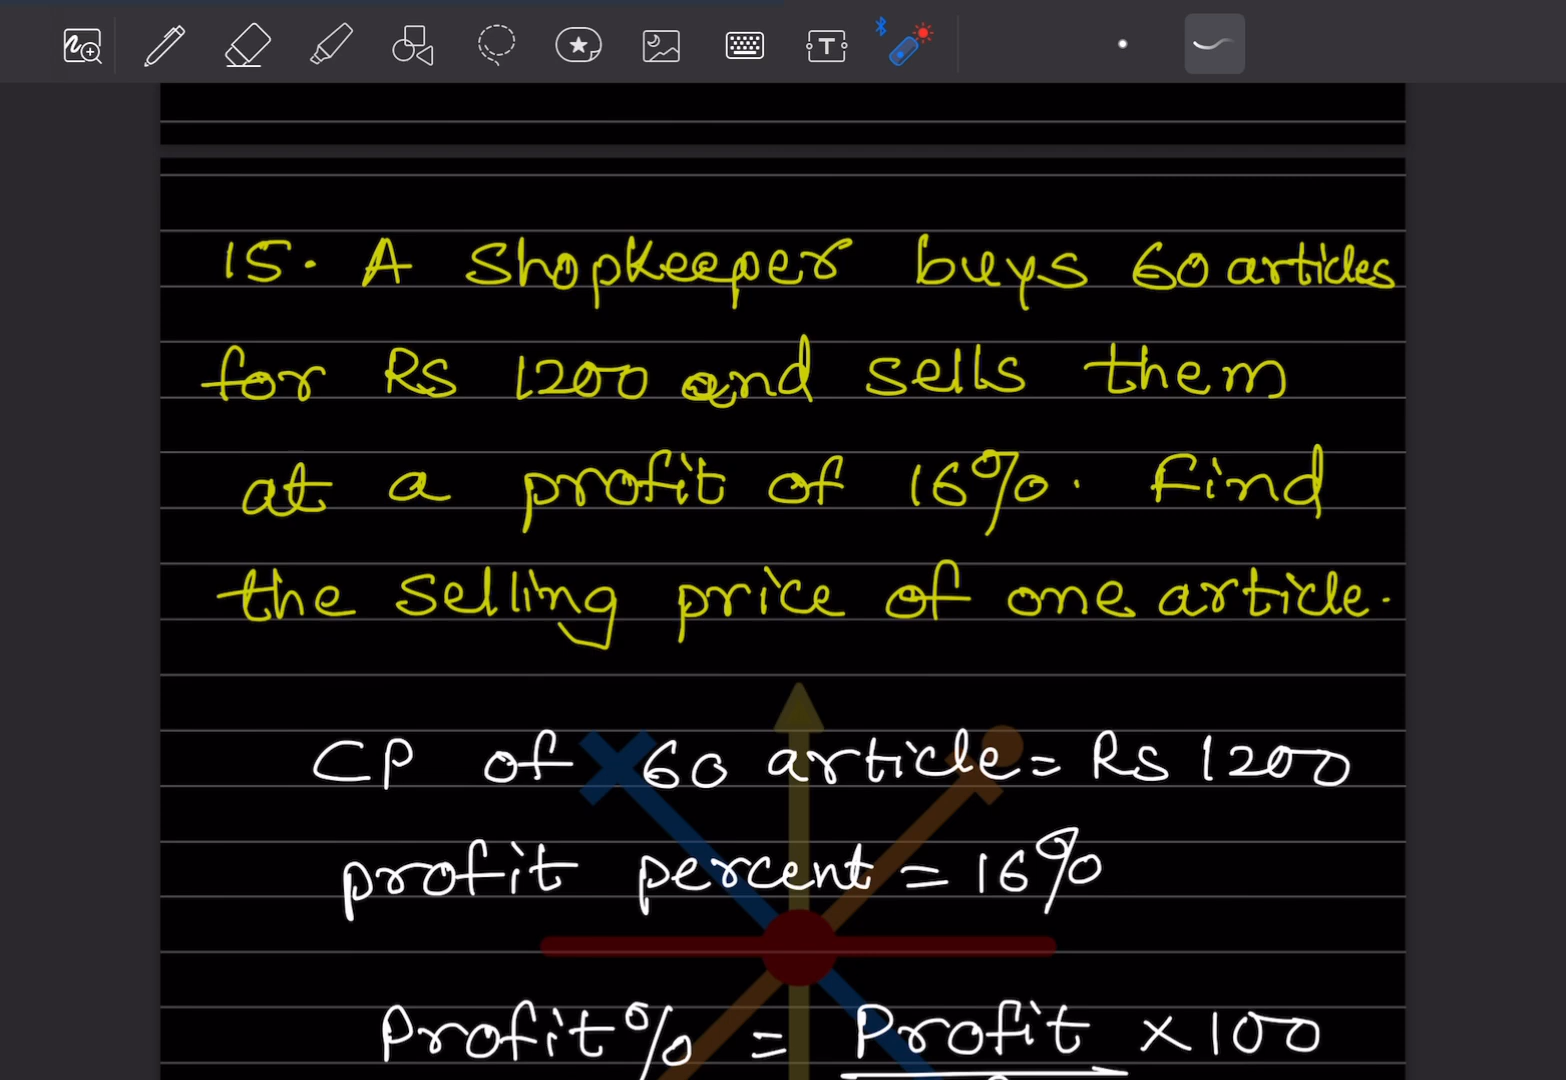 15. A Shopkeeper buys 60 articles
for Rs 1200 and sells them
at a profit of 16%. Find
the selling price of one article.
CP of 60 article = Rs 1200
profit percent = 16%
Profit % = Profit × 100